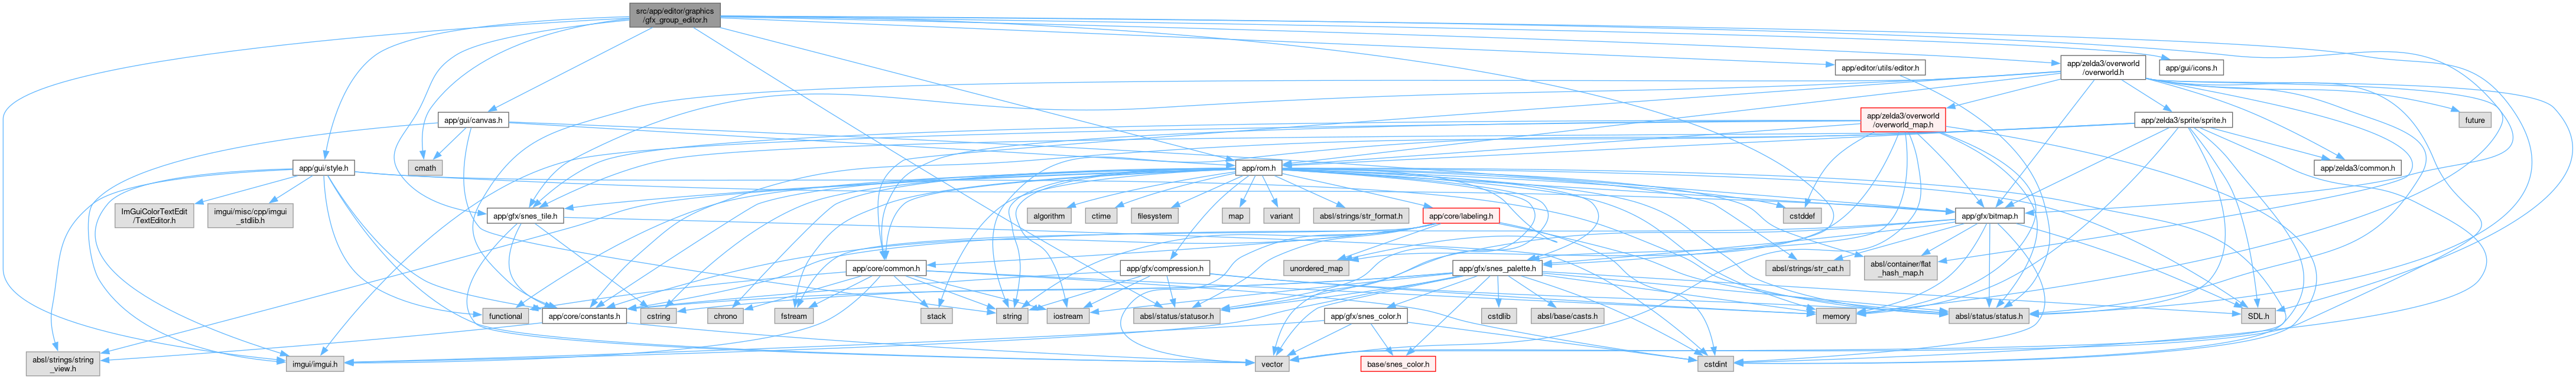 src/app/editor/graphics
/gfx_group_editor.h
app/editor/utils/editor.h
app/zelda3/overworld
/overworld.h
app/gui/icons.h
app/gui/canvas.h
app/zelda3/overworld
/overworld_map.h
app/zelda3/sprite/sprite.h
future
app/gui/style.h
cmath
app/rom.h
app/zelda3/common.h
ImGuiColorTextEdit
/TextEditor.h
imgui/misc/cpp/imgui
_stdlib.h
app/gfx/snes_tile.h
algorithm
ctime
filesystem
map
variant
absl/strings/str_format.h
app/core/labeling.h
cstddef
app/gfx/bitmap.h
app/core/common.h
app/gfx/compression.h
unordered_map
app/gfx/snes_palette.h
absl/strings/str_cat.h
absl/container/flat
_hash_map.h
functional
app/core/constants.h
cstring
chrono
fstream
stack
string
iostream
absl/status/statusor.h
app/gfx/snes_color.h
cstdlib
absl/base/casts.h
memory
absl/status/status.h
SDL.h
absl/strings/string
_view.h
imgui/imgui.h
vector
base/snes_color.h
cstdint